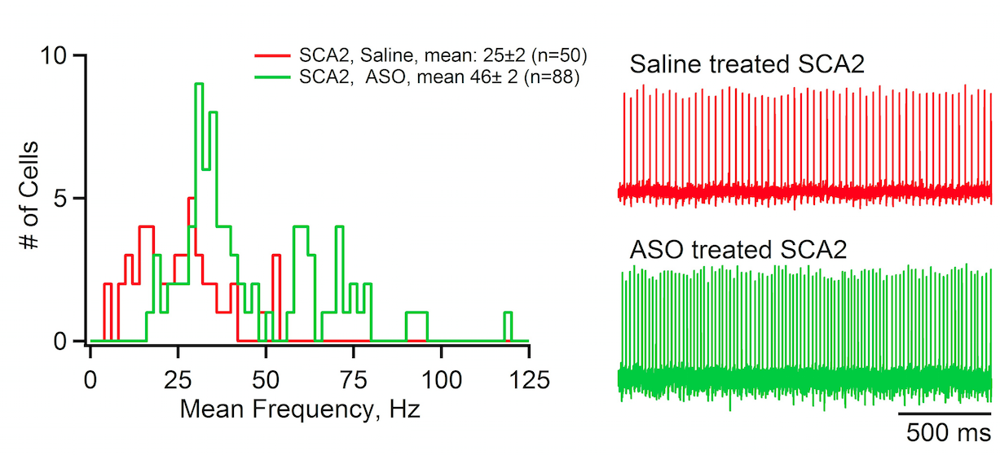 10
5
0
# of Cells
0 25 50 75 100 125
Mean Frequency, Hz
SCA2, Saline, mean: 25±2 (n=50)
SCA2,  ASO, mean 46± 2 (n=88)
Saline treated SCA2
ASO treated SCA2
500 ms